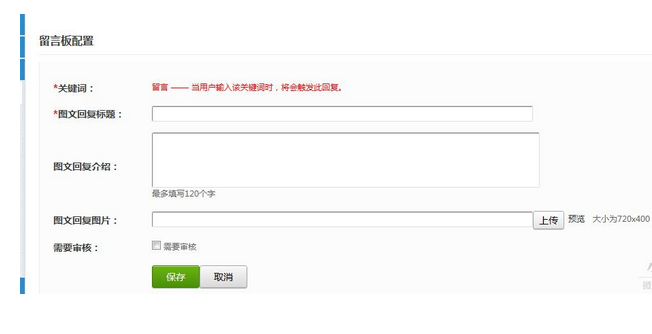 留言板配置
*关键词： 留言 —— 当用户输入该关键词时，将会触发此回复。
*图文回复标题：
图文回复介绍：
最多填写120个字
图文回复图片： 上传 预览 大小为720x400
需要审核： 需要审核
保存 取消